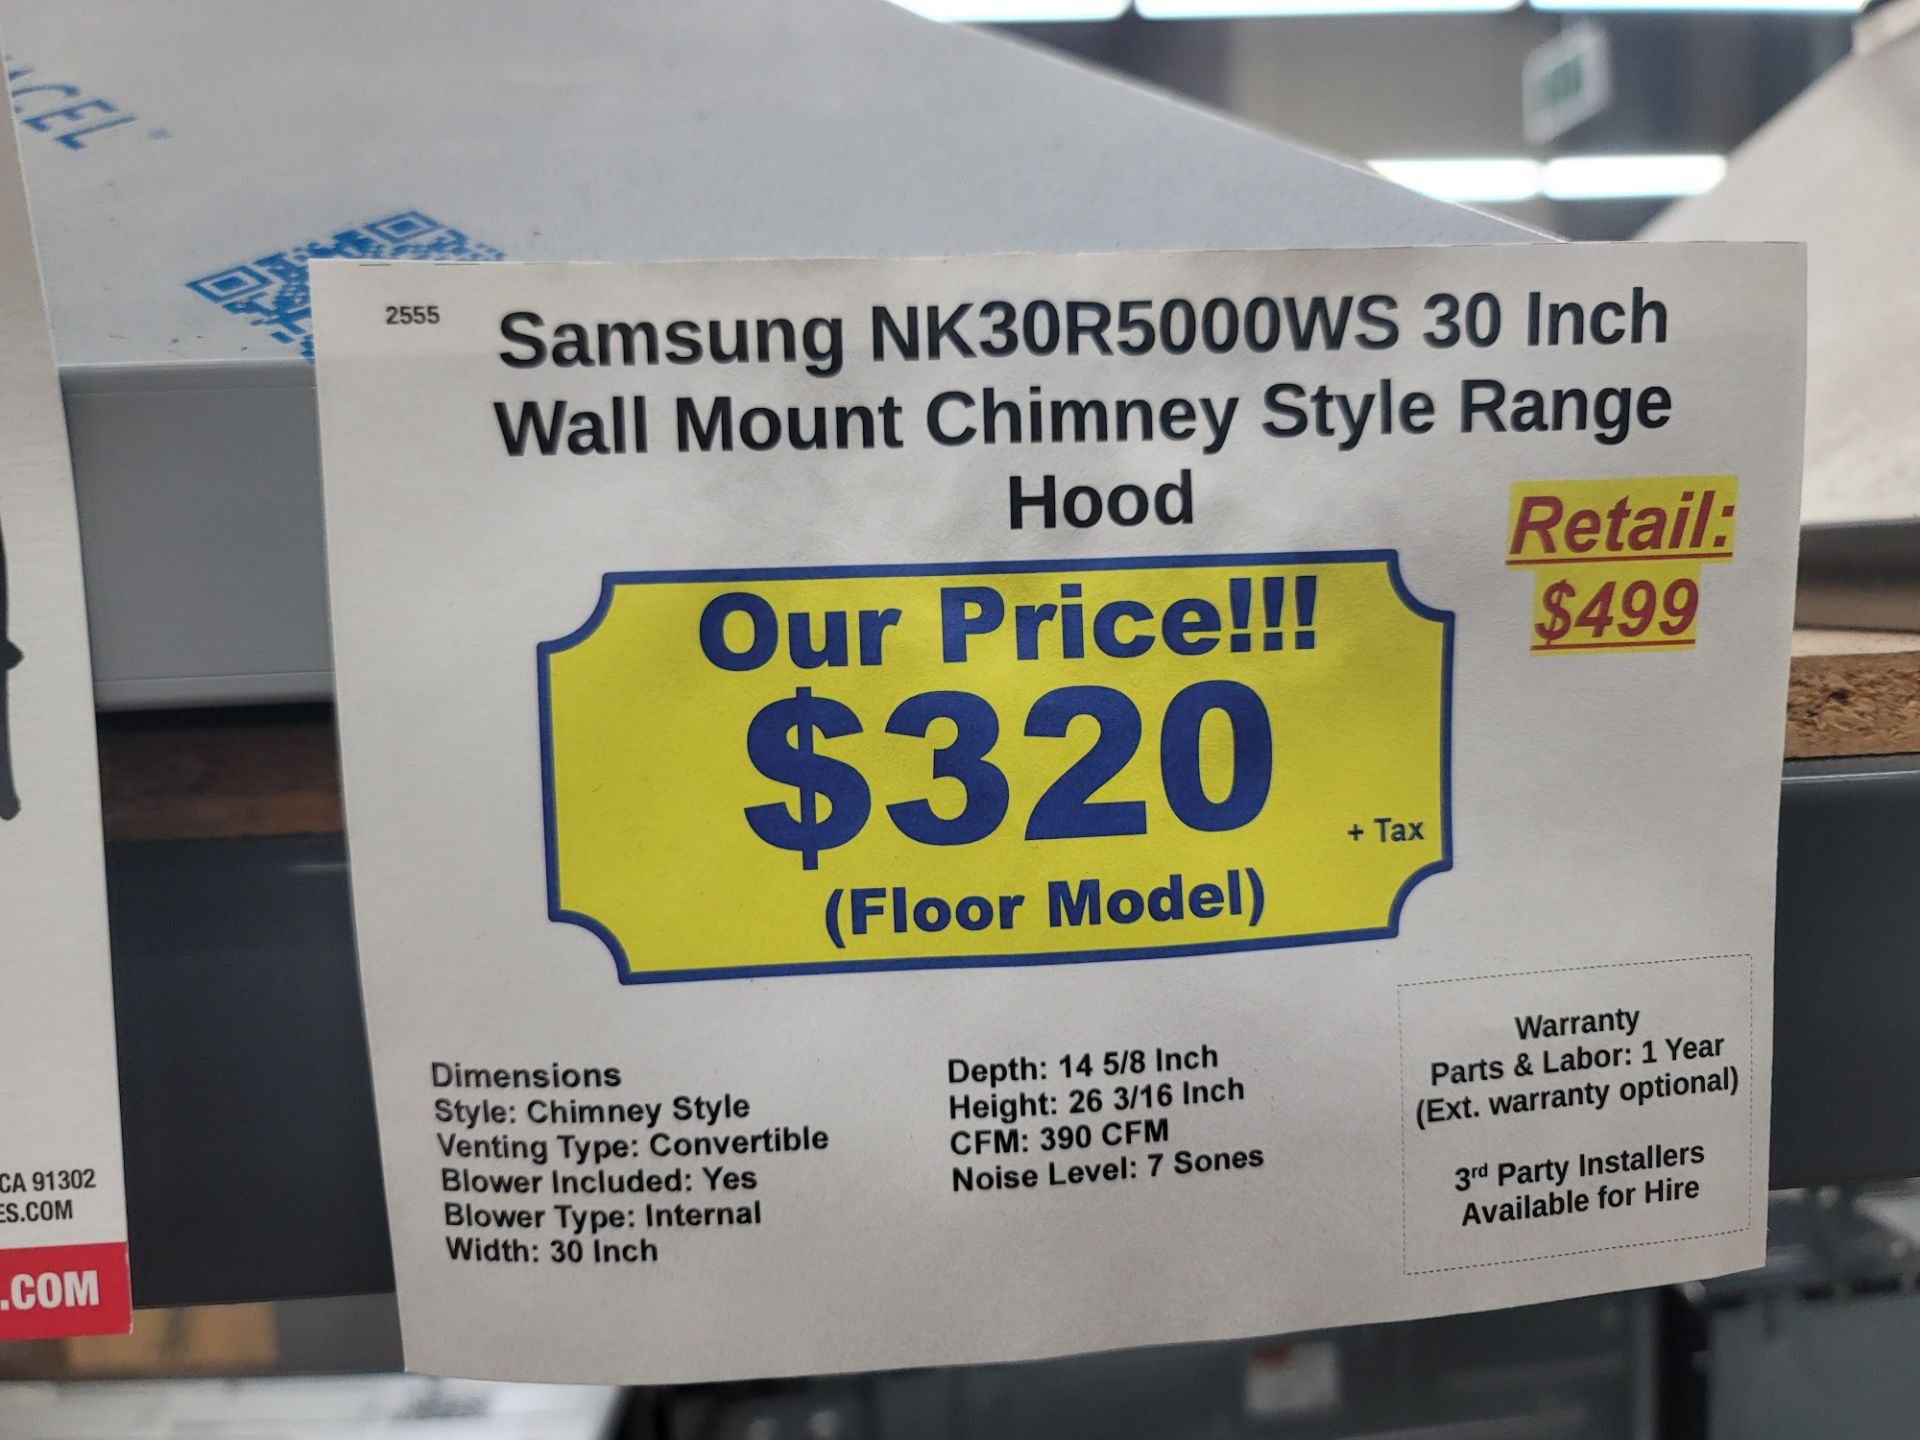 2555
Samsung NK30R5000WS 30 Inch
Wall Mount Chimney Style Range
Hood
Retail:
$499
Our Price!!!
$320
+ Tax
(Floor Model)
Dimensions
Style: Chimney Style
Venting Type: Convertible
Blower Included: Yes
Blower Type: Internal
Width: 30 Inch
Depth: 14 5/8 Inch
Height: 26 3/16 Inch
CFM: 390 CFM
Noise Level: 7 Sones
Warranty
Parts & Labor: 1 Year
(Ext. warranty optional)
3rd Party Installers
Available for Hire
CA 91302
ES.COM
.COM